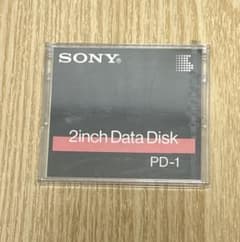 SONY®
2inch Data Disk
PD-1